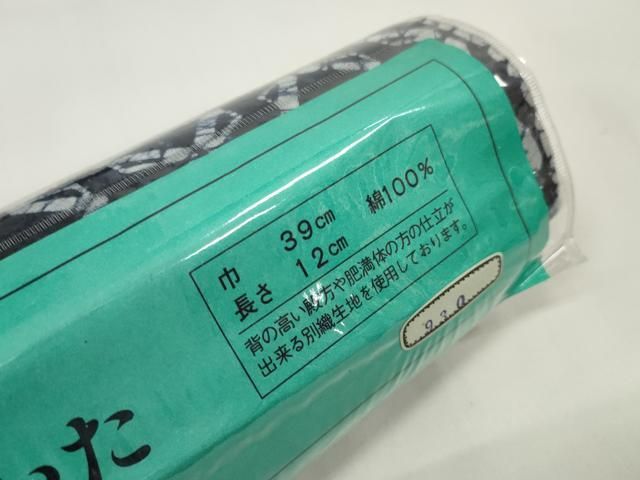 巾 39cm 綿100%
長さ 12cm
背の高い殿方や肥満体の方の仕立が
出来る別織生地を使用しております。
った